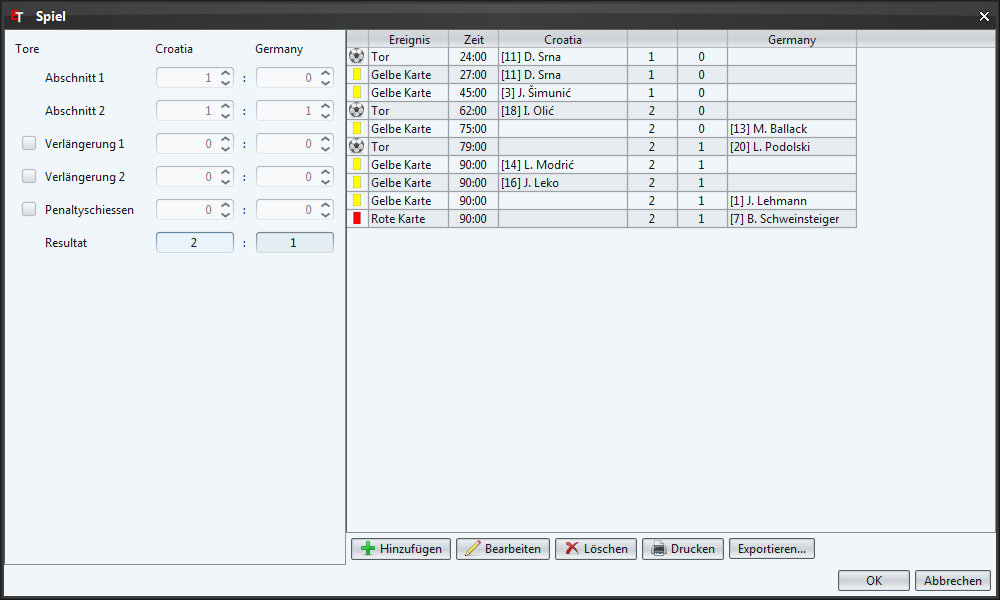 ET Spiel
Tore Croatia Germany
Abschnitt 1 1 : 0
Abschnitt 2 1 : 1
Verlängerung 1 0 : 0
Verlängerung 2 0 : 0
Penaltyschiessen 0 : 0
Resultat 2 : 1
Ereignis Zeit Croatia Germany
Tor 24:00 [11] D. Srna 1 0
Gelbe Karte 27:00 [11] D. Srna 1 0
Gelbe Karte 45:00 [3] J. Šimunić 1 0
Tor 62:00 [18] I. Olić 2 0
Gelbe Karte 75:00 2 0 [13] M. Ballack
Tor 79:00 2 1 [20] L. Podolski
Gelbe Karte 90:00 [14] L. Modrić 2 1
Gelbe Karte 90:00 [16] J. Leko 2 1
Gelbe Karte 90:00 2 1 [1] J. Lehmann
Rote Karte 90:00 2 1 [7] B. Schweinsteiger
Hinzufügen Bearbeiten Löschen Drucken Exportieren...
OK Abbrechen